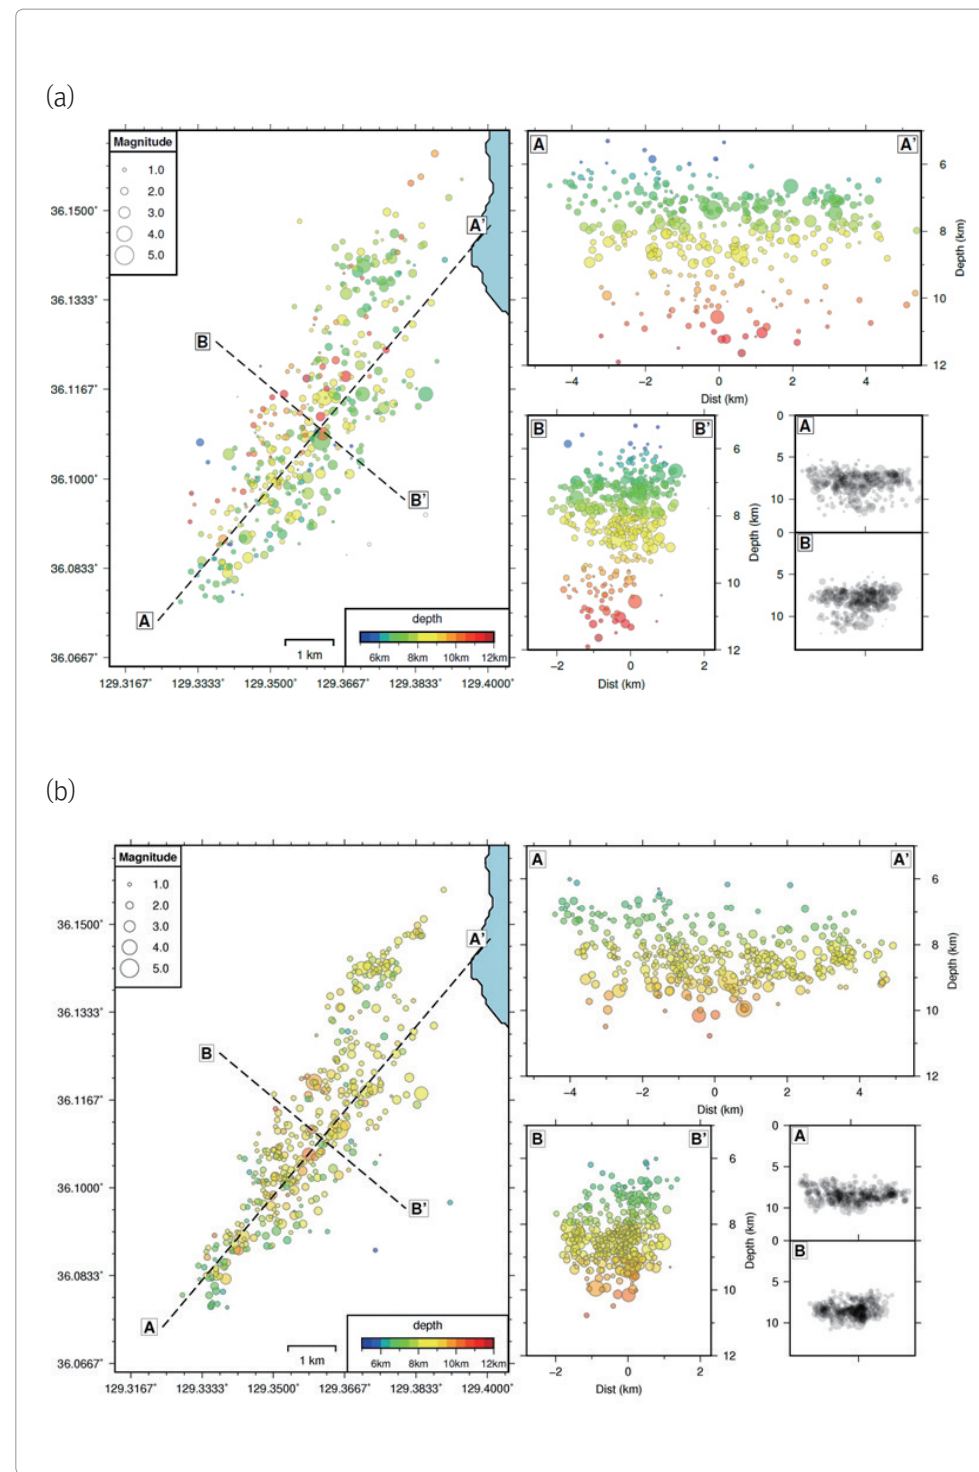 (a)
Magnitude
1.0
2.0
3.0
4.0
5.0
36.1500°
36.1333°
36.1167°
36.1000°
36.0833°
36.0667°
129.3167° 129.3333° 129.3500° 129.3667° 129.3833° 129.4000°
A'
B
B'
A
1 km
depth
6km 8km 10km 12km
A A'
6
8
10
12
Depth (km)
−4 −2 0 2 4
Dist (km)
B B'
6
8
10
12
Depth (km)
−2 0 2
Dist (km)
0
A
5
10
0
B
5
10
(b)
Magnitude
1.0
2.0
3.0
4.0
5.0
36.1500°
36.1333°
36.1167°
36.1000°
36.0833°
36.0667°
129.3167° 129.3333° 129.3500° 129.3667° 129.3833° 129.4000°
A'
B
B'
A
1 km
depth
6km 8km 10km 12km
A A'
6
8
10
12
Depth (km)
−4 −2 0 2 4
Dist (km)
B B'
6
8
10
12
Depth (km)
−2 0 2
Dist (km)
0
A
5
10
0
B
5
10